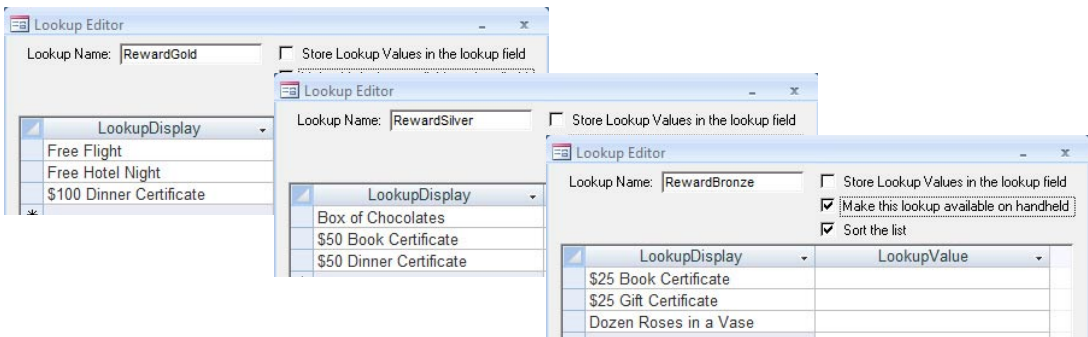 Lookup Editor
Lookup Name: RewardGold
Store Lookup Values in the lookup field
LookupDisplay
Free Flight
Free Hotel Night
$100 Dinner Certificate
Lookup Editor
Lookup Name: RewardSilver
Store Lookup Values in the lookup field
LookupDisplay
Box of Chocolates
$50 Book Certificate
$50 Dinner Certificate
Lookup Editor
Lookup Name: RewardBronze
Store Lookup Values in the lookup field
Make this lookup available on handheld
Sort the list
LookupDisplay LookupValue
$25 Book Certificate
$25 Gift Certificate
Dozen Roses in a Vase